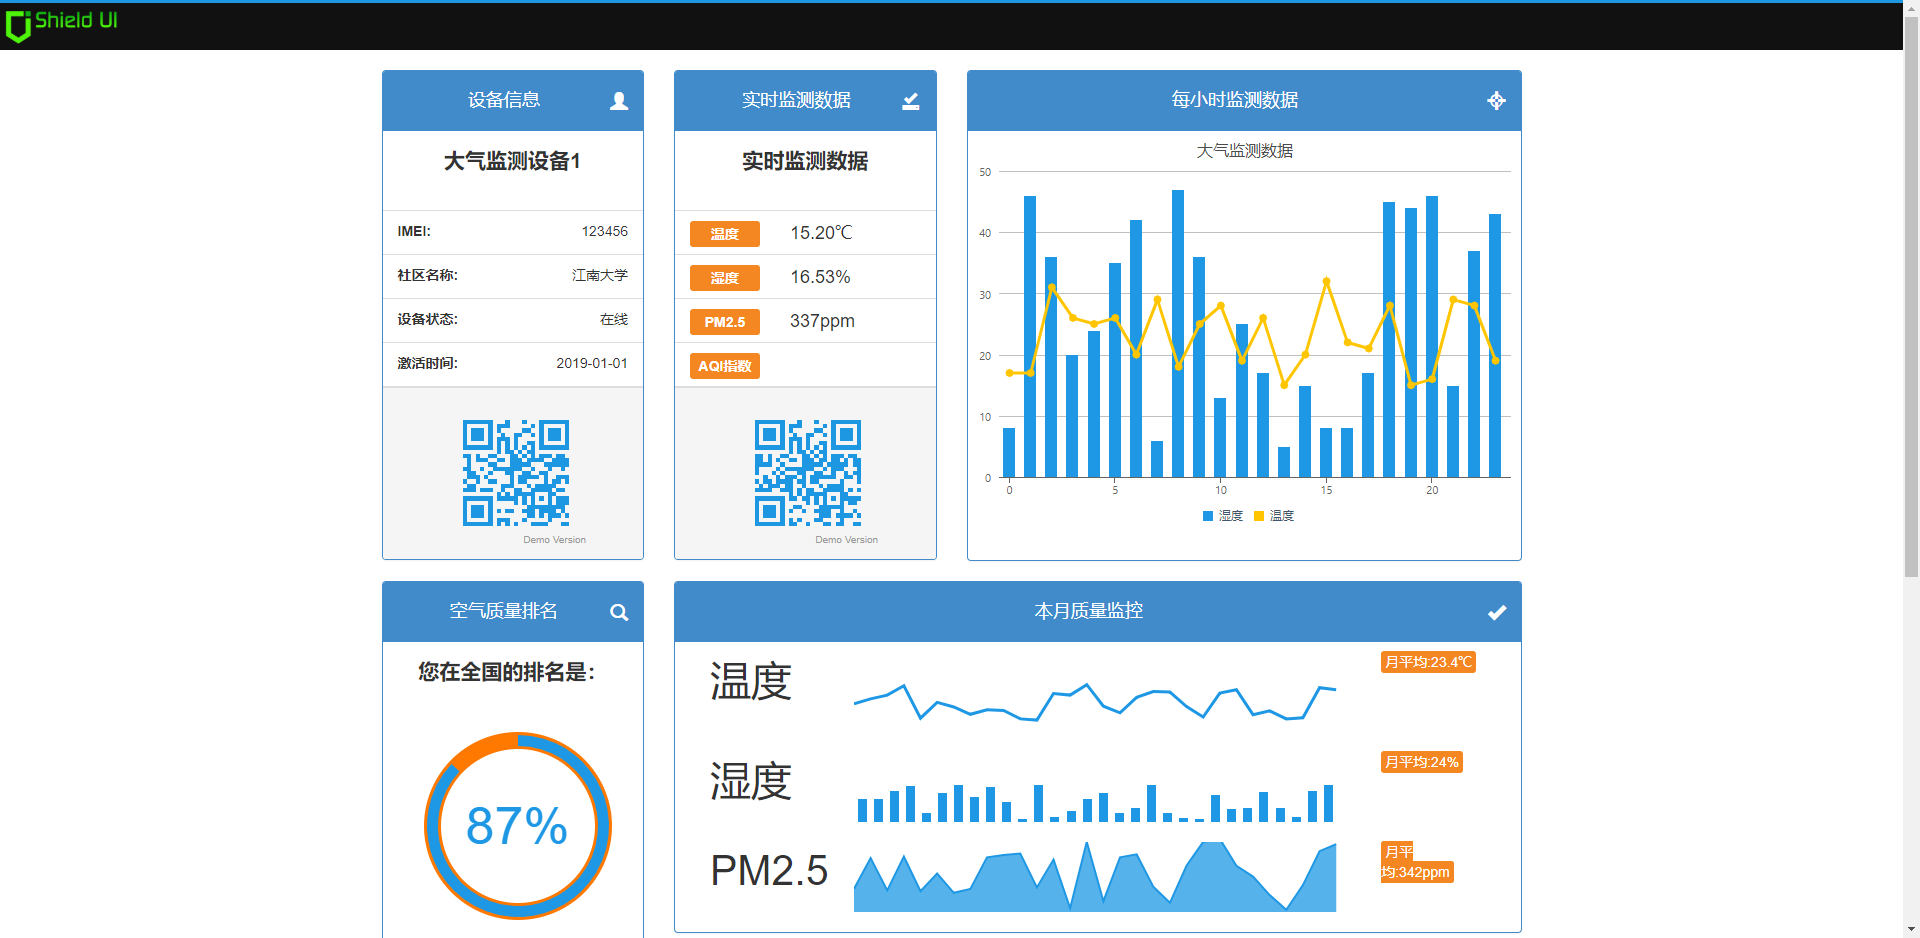 Shield UI
设备信息
大气监测设备1
IMEI: 123456
社区名称: 江南大学
设备状态: 在线
激活时间: 2019-01-01
Demo Version
实时监测数据
实时监测数据
温度 15.20℃
湿度 16.53%
PM2.5 337ppm
AQI指数
Demo Version
每小时监测数据
大气监测数据
50
40
30
20
10
0
0 5 10 15 20
湿度 温度
空气质量排名
您在全国的排名是:
87%
本月质量监控
温度
月平均:23.4℃
湿度
月平均:24%
PM2.5
月平
均:342ppm